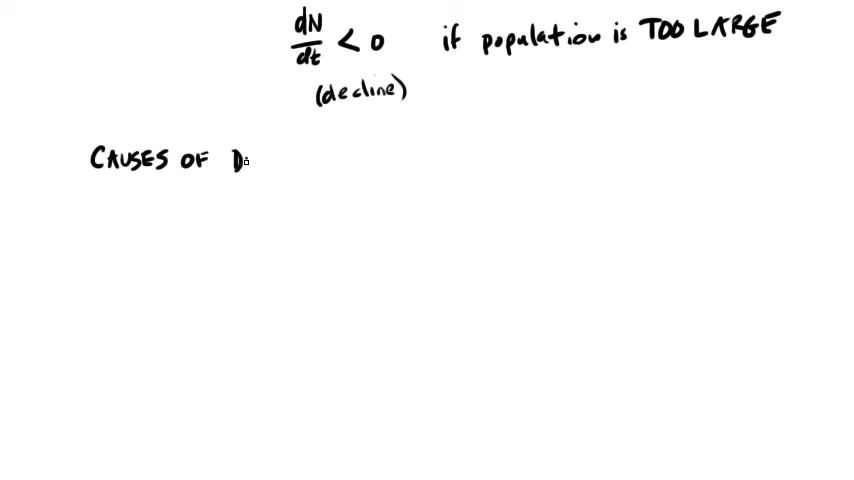 dN/dt < 0 if population is TOO LARGE
(decline)
CAUSES OF D